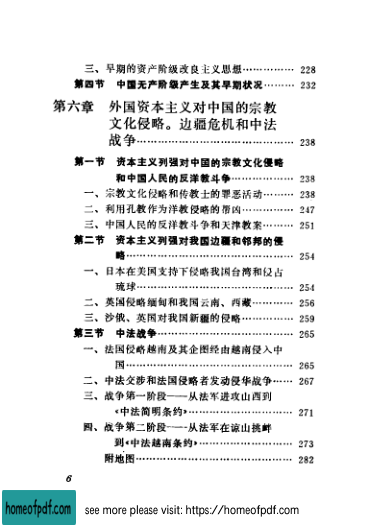 三、早期的资产阶级改良主义思想…………… 228
第四节 中国无产阶级产生及其早期状况……… 232
第六章 外国资本主义对中国的宗教
文化侵略。边疆危机和中法
战争…………………………………… 238
第一节 资本主义列强对中国的宗教文化侵略
和中国人民的反洋教斗争……………… 238
一、宗教文化侵略和传教士的罪恶活动……… 238
二、利用孔教作为洋教侵略的帮凶…………… 247
三、中国人民的反洋教斗争和天津教案……… 251
第二节 资本主义列强对我国边疆和邻邦的侵
略………………………………………… 254
一、日本在美国支持下侵略我国台湾和侵占
琉球……………………………………… 254
二、英国侵略缅甸和我国云南、西藏………… 256
三、沙俄、英国对我国新疆的侵略…………… 259
第三节 中法战争………………………………… 265
一、法国侵略越南及其企图经由越南侵入中
国………………………………………… 265
二、中法交涉和法国侵略者发动侵华战争…… 267
三、战争第一阶段——从法军进攻山西到
《中法简明条约》……………………… 271
四、战争第二阶段——从法军在谅山挑衅
到《中法越南条约》…………………… 273
附地图……………………………………… 282
6
homeofpdf.com
see more please visit: https://homeofpdf.com